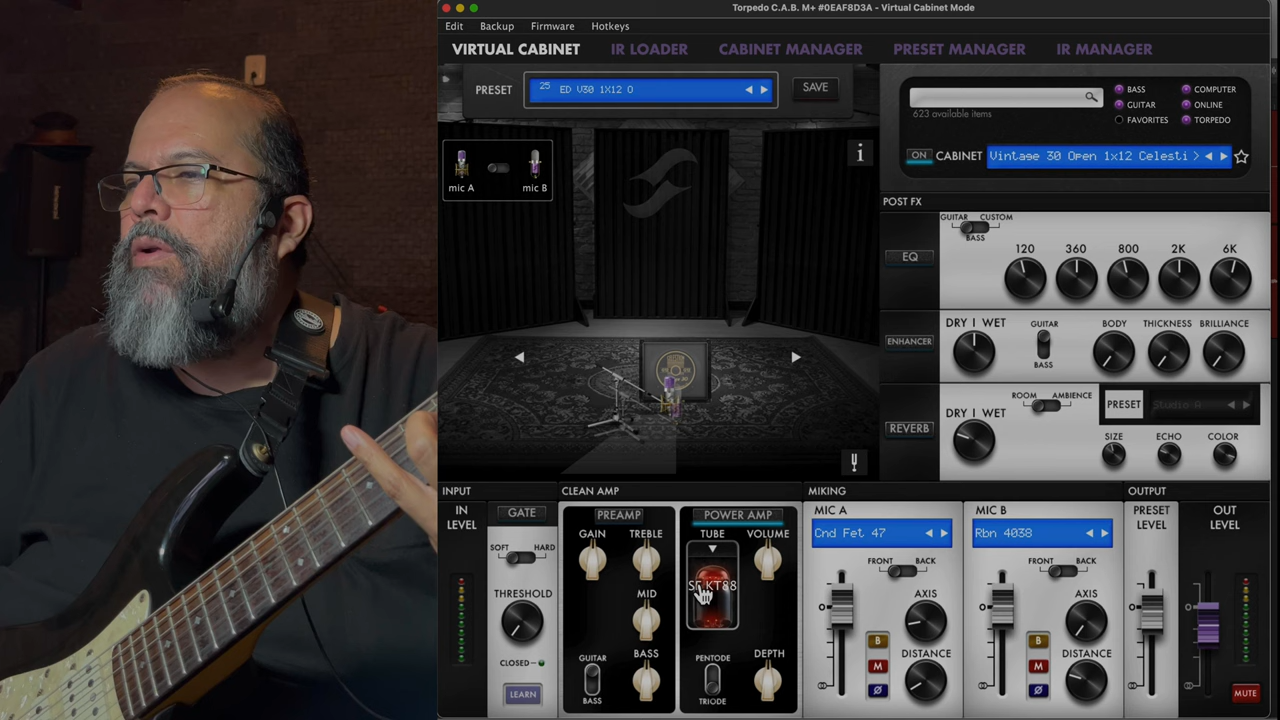 Torpedo C.A.B. M+ #0EAF8D3A - Virtual Cabinet Mode
Edit Backup Firmware Hotkeys
VIRTUAL CABINET IR LOADER CABINET MANAGER PRESET MANAGER IR MANAGER
PRESET 25 ED V30 1X12 O SAVE
mic A mic B
i
623 available items
BASS COMPUTER
GUITAR ONLINE
FAVORITES TORPEDO
ON CABINET Vintage 30 Open 1x12 Celesti
POST FX
GUITAR CUSTOM
BASS
EQ
120 360 800 2K 6K
ENHANCER
DRY | WET
GUITAR
BASS
BODY THICKNESS BRILLIANCE
REVERB
DRY | WET
ROOM AMBIENCE
PRESET Studio A
SIZE ECHO COLOR
INPUT
IN LEVEL
GATE
SOFT HARD
THRESHOLD
CLOSED
LEARN
CLEAN AMP
PREAMP
GAIN TREBLE
MID
BASS
GUITAR
BASS
POWER AMP
TUBE VOLUME
SE KT88
PENTODE
TRIODE
DEPTH
MIKING
MIC A
Cnd Fet 47
FRONT BACK
AXIS
DISTANCE
B
M
Ø
MIC B
Rbn 4038
FRONT BACK
AXIS
DISTANCE
B
M
Ø
OUTPUT
PRESET LEVEL
OUT LEVEL
MUTE